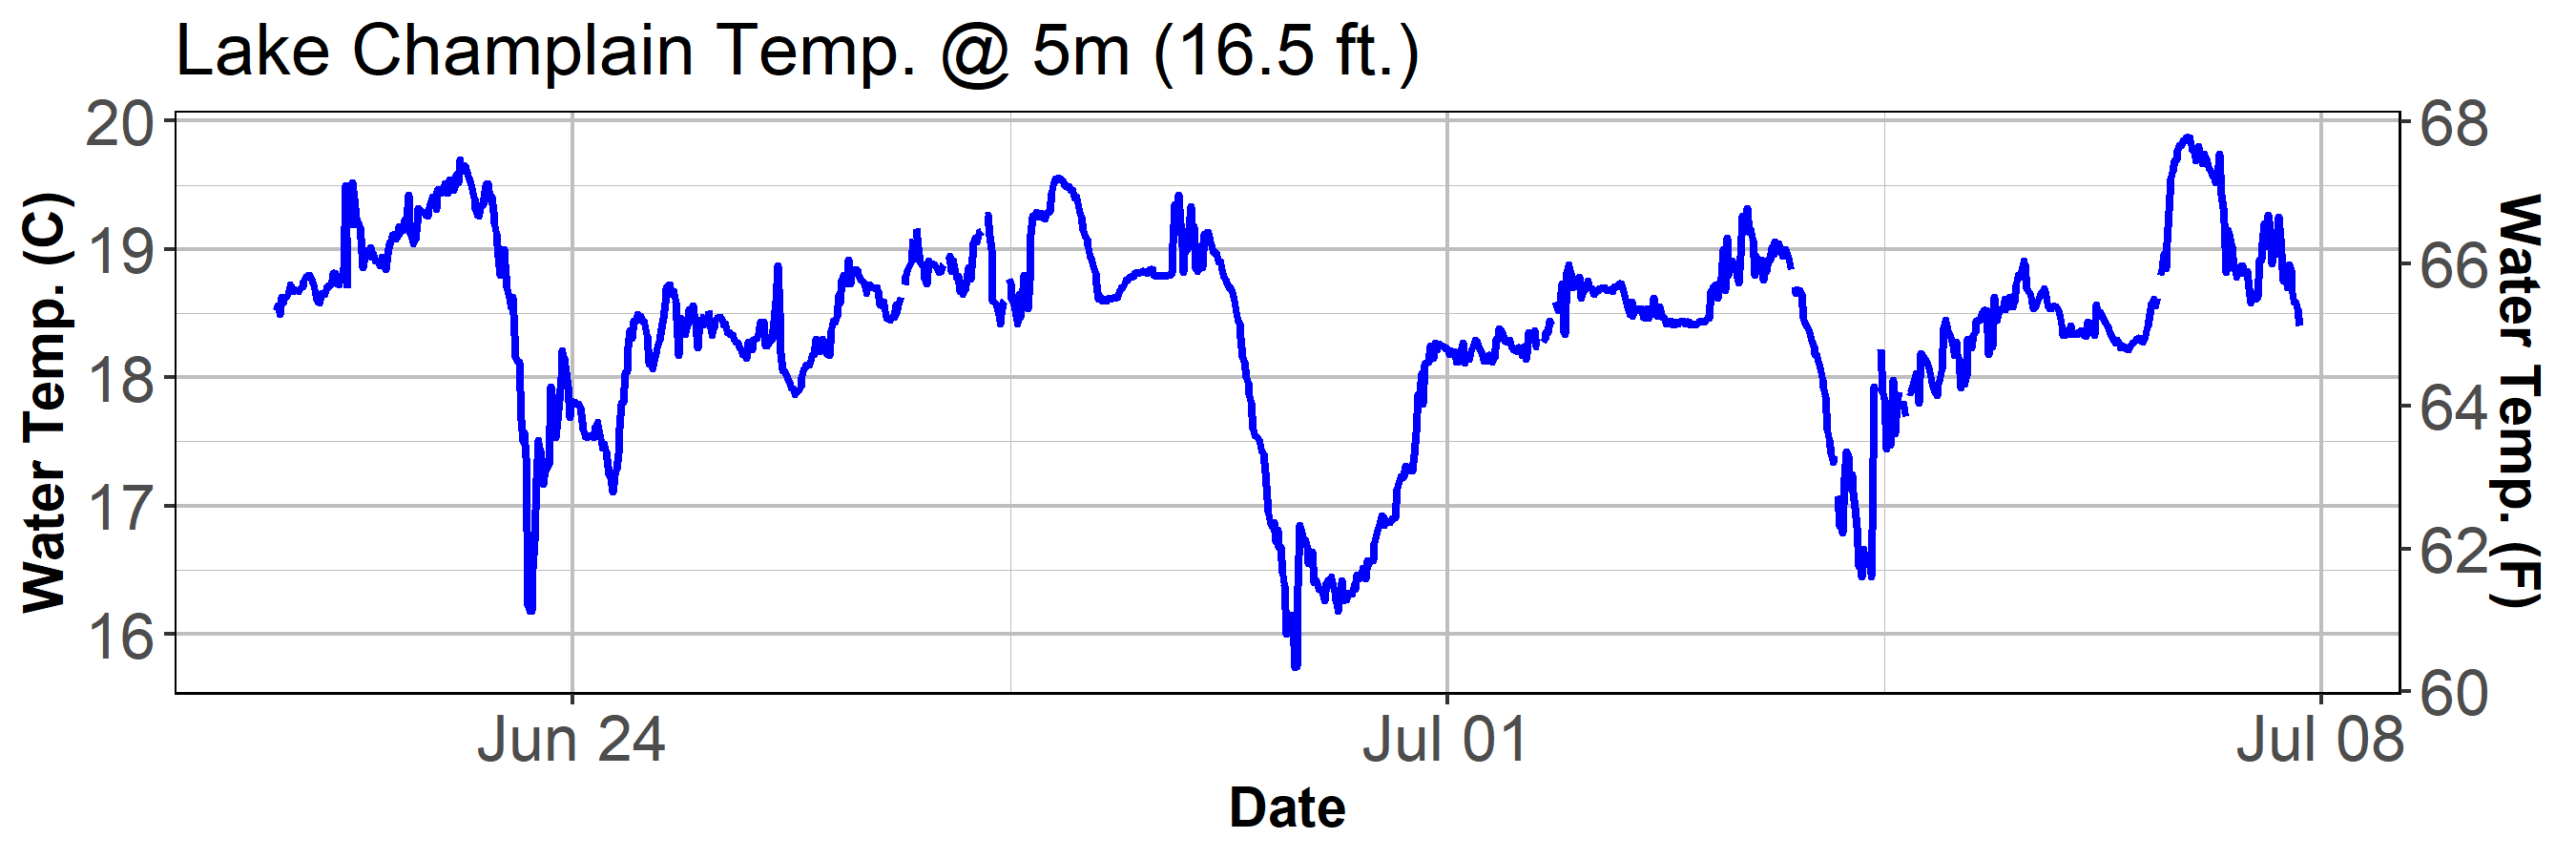 Lake Champlain Temp. @ 5m (16.5 ft.)
Water Temp. (C)
20
19
18
17
16
68
66
64
62
60
Water Temp. (F)
Jun 24
Jul 01
Jul 08
Date